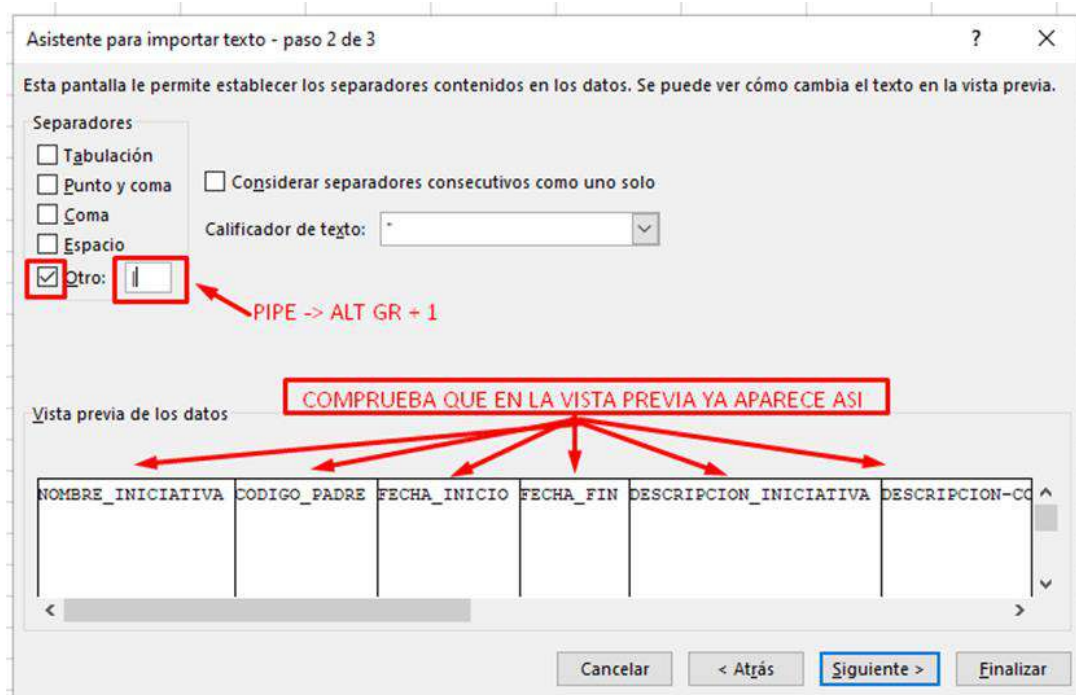 Asistente para importar texto - paso 2 de 3
?
Esta pantalla le permite establecer los separadores contenidos en los datos. Se puede ver cómo cambia el texto en la vista previa.
Separadores
Tabulación
Punto y coma
Considerar separadores consecutivos como uno solo
Coma
Calificador de texto: "
Espacio
Otro: |
PIPE -> ALT GR + 1
COMPRUEBA QUE EN LA VISTA PREVIA YA APARECE ASI
Vista previa de los datos
NOMBRE_INICIATIVA CODIGO_PADRE FECHA_INICIO FECHA_FIN DESCRIPCION_INICIATIVA DESCRIPCION-CO
Cancelar
< Atrás
Siguiente >
Finalizar